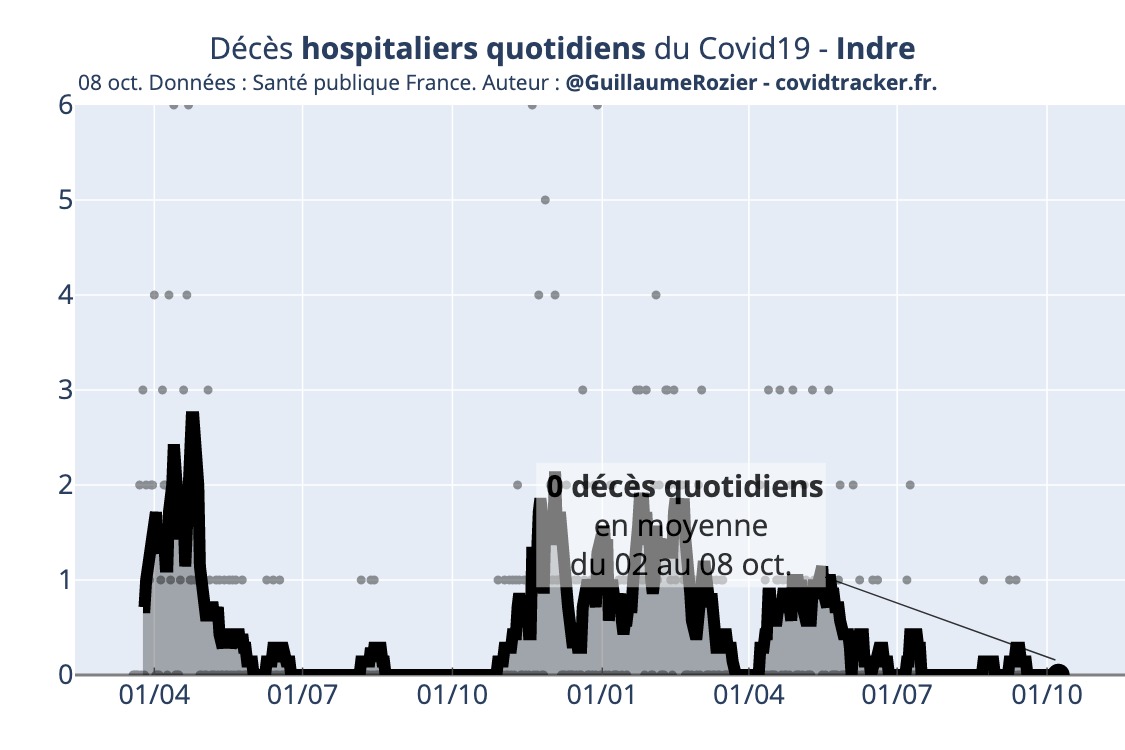 Décès hospitaliers quotidiens du Covid19 - Indre
08 oct. Données : Santé publique France. Auteur : @GuillaumeRozier - covidtracker.fr.
6
5
4
3
2
1
0
0 décès quotidiens
en moyenne
du 02 au 08 oct.
01/04 01/07 01/10 01/01 01/04 01/07 01/10